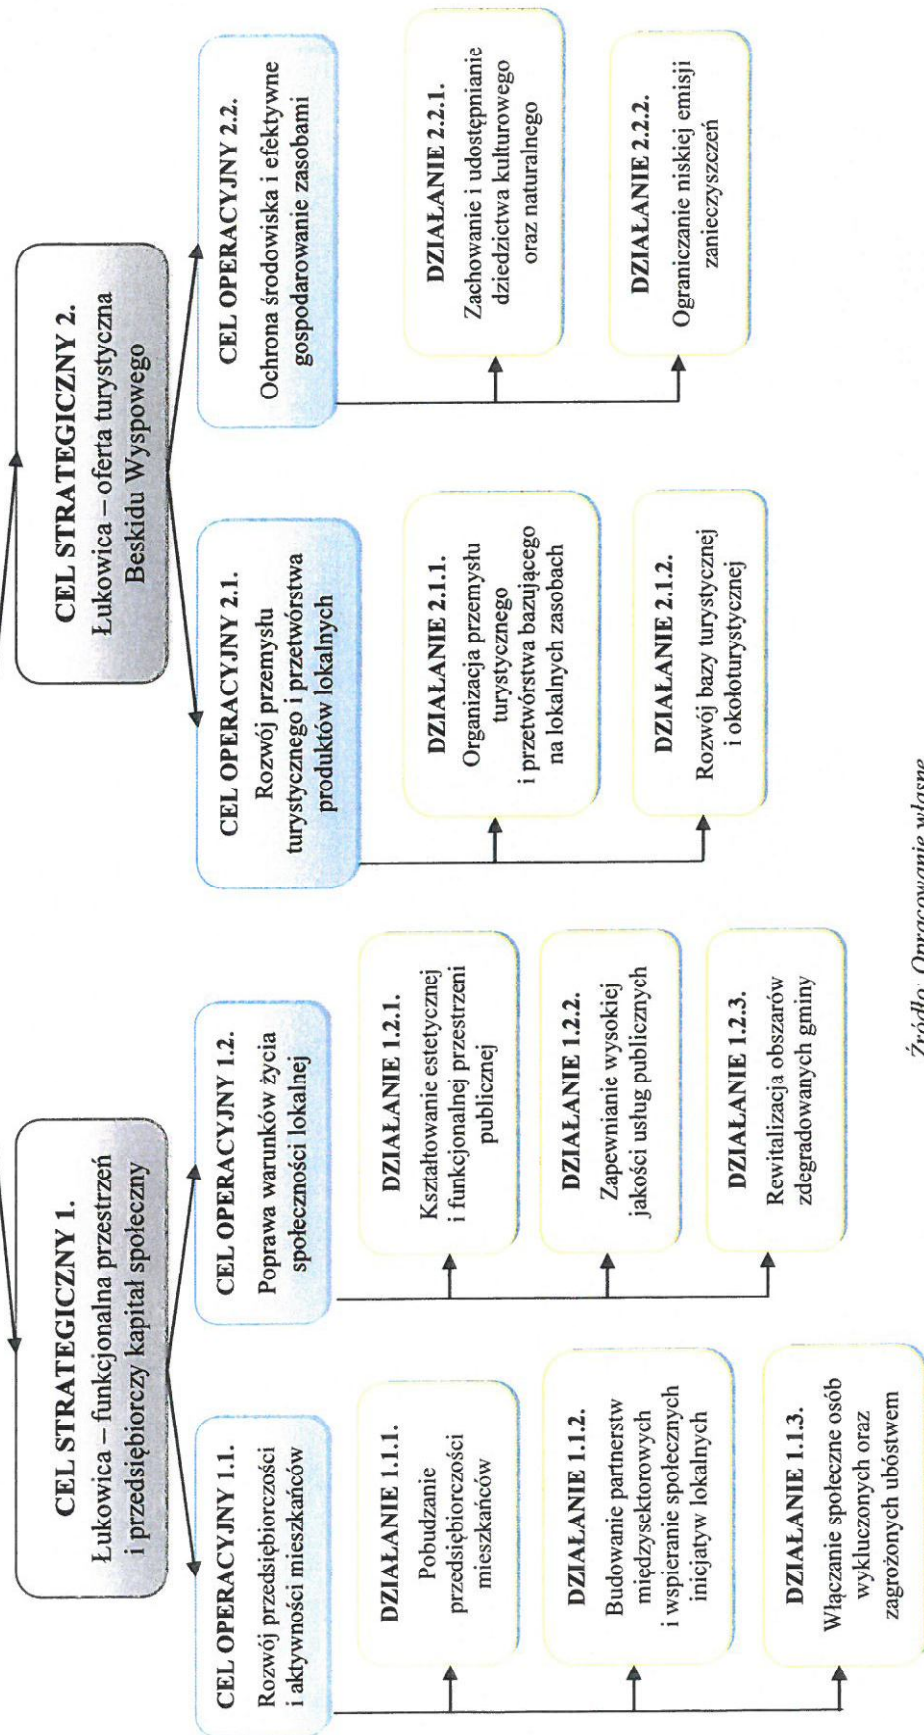 CEL STRATEGICZNY 1.
Łukowica – funkcjonalna przestrzeń
i przedsiębiorczy kapitał społeczny
CEL OPERACYJNY 1.1.
Rozwój przedsiębiorczości
i aktywności mieszkańców
DZIAŁANIE 1.1.1.
Pobudzanie
przedsiębiorczości
mieszkańców
DZIAŁANIE 1.1.2.
Budowanie partnerstw
międzysektorowych
i wspieranie społecznych
inicjatyw lokalnych
DZIAŁANIE 1.1.3.
Włączanie społeczne osób
wykluczonych oraz
zagrożonych ubóstwem
CEL OPERACYJNY 1.2.
Poprawa warunków życia
społeczności lokalnej
DZIAŁANIE 1.2.1.
Kształtowanie estetycznej
i funkcjonalnej przestrzeni
publicznej
DZIAŁANIE 1.2.2.
Zapewnianie wysokiej
jakości usług publicznych
DZIAŁANIE 1.2.3.
Rewitalizacja obszarów
zdegradowanych gminy
CEL STRATEGICZNY 2.
Łukowica – oferta turystyczna
Beskidu Wyspowego
CEL OPERACYJNY 2.1.
Rozwój przemysłu
turystycznego i przetwórstwa
produktów lokalnych
DZIAŁANIE 2.1.1.
Organizacja przemysłu
turystycznego
i przetwórstwa bazującego
na lokalnych zasobach
DZIAŁANIE 2.1.2.
Rozwój bazy turystycznej
i okołoturystycznej
CEL OPERACYJNY 2.2.
Ochrona środowiska i efektywne
gospodarowanie zasobami
DZIAŁANIE 2.2.1.
Zachowanie i udostępnianie
dziedzictwa kulturowego
oraz naturalnego
DZIAŁANIE 2.2.2.
Ograniczanie niskiej emisji
zanieczyszczeń
Źródło: Opracowanie własne